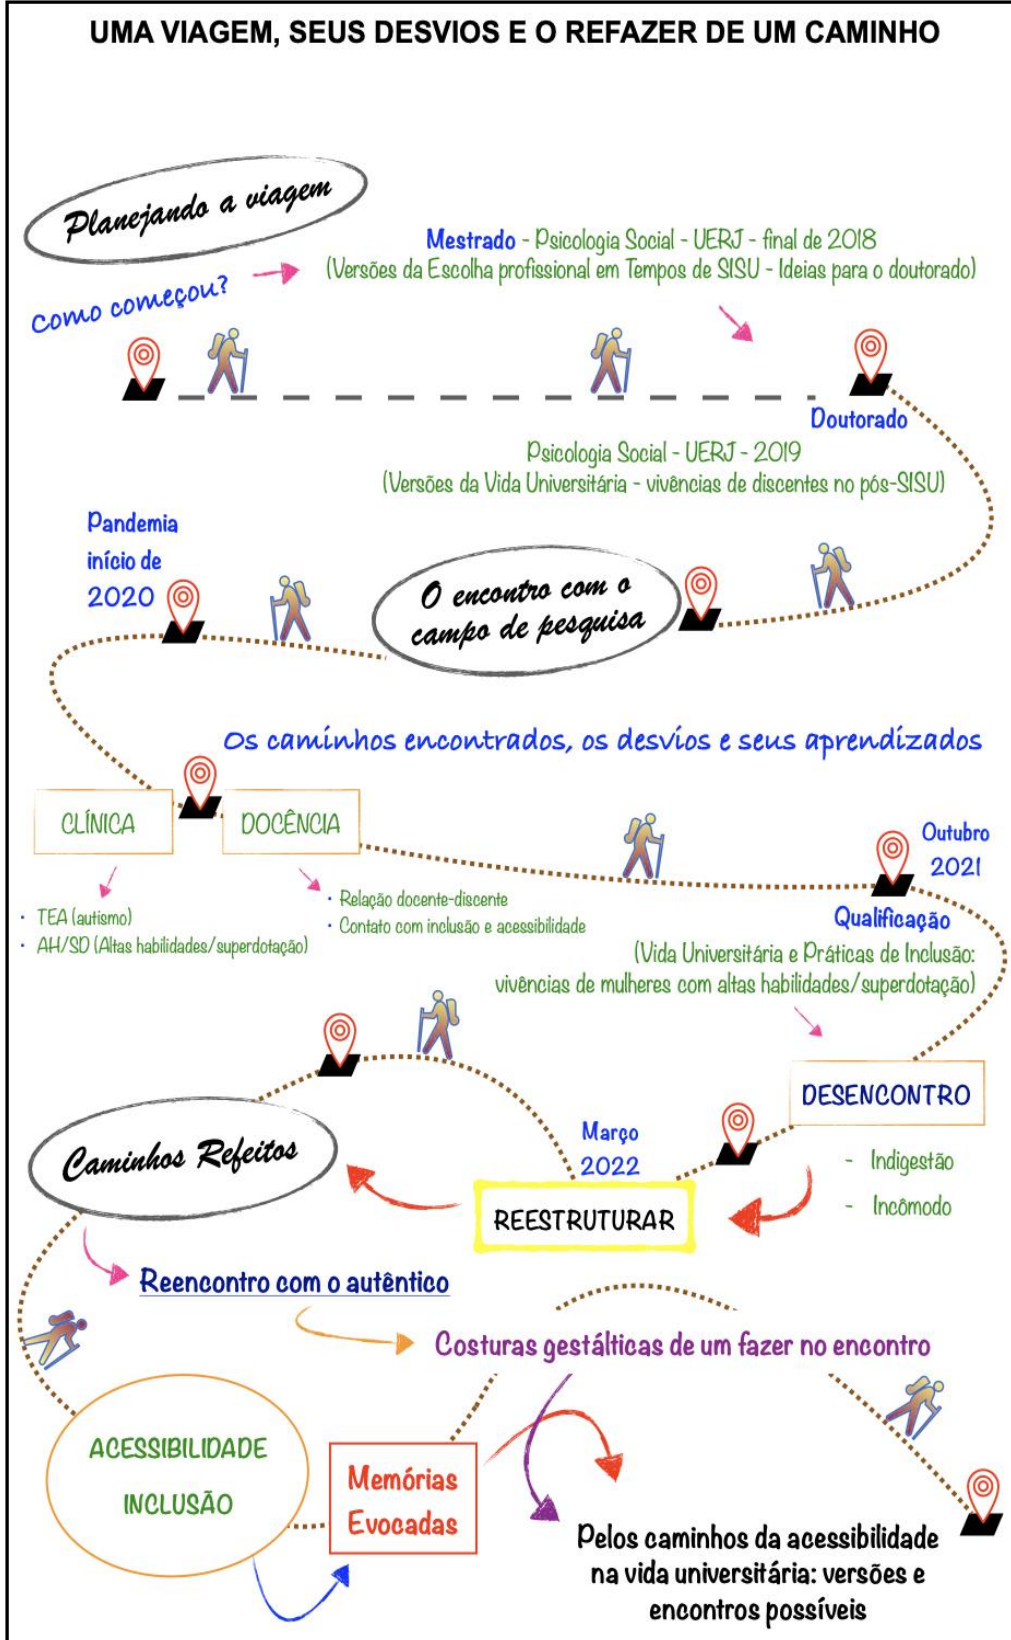 UMA VIAGEM, SEUS DESVIOS E O REFAZER DE UM CAMINHO
Planejando a viagem
Como começou?
Mestrado - Psicologia Social - UERJ - final de 2018
(Versões da Escolha profissional em Tempos de SISU - Ideias para o doutorado)
Doutorado
Psicologia Social - UERJ - 2019
(Versões da Vida Universitária - vivências de discentes no pós-SISU)
Pandemia
início de
2020
O encontro com o
campo de pesquisa
Os caminhos encontrados, os desvios e seus aprendizados
CLÍNICA
DOCÊNCIA
• TEA (autismo)
• AH/SD (Altas habilidades/superdotação)
• Relação docente-discente
• Contato com inclusão e acessibilidade
Outubro
2021
Qualificação
(Vida Universitária e Práticas de Inclusão:
vivências de mulheres com altas habilidades/superdotação)
DESENCONTRO
- Indigestão
- Incômodo
Março
2022
REESTRUTURAR
Caminhos Refeitos
Reencontro com o autêntico
Costuras gestálticas de um fazer no encontro
ACESSIBILIDADE
INCLUSÃO
Memórias
Evocadas
Pelos caminhos da acessibilidade
na vida universitária: versões e
encontros possíveis